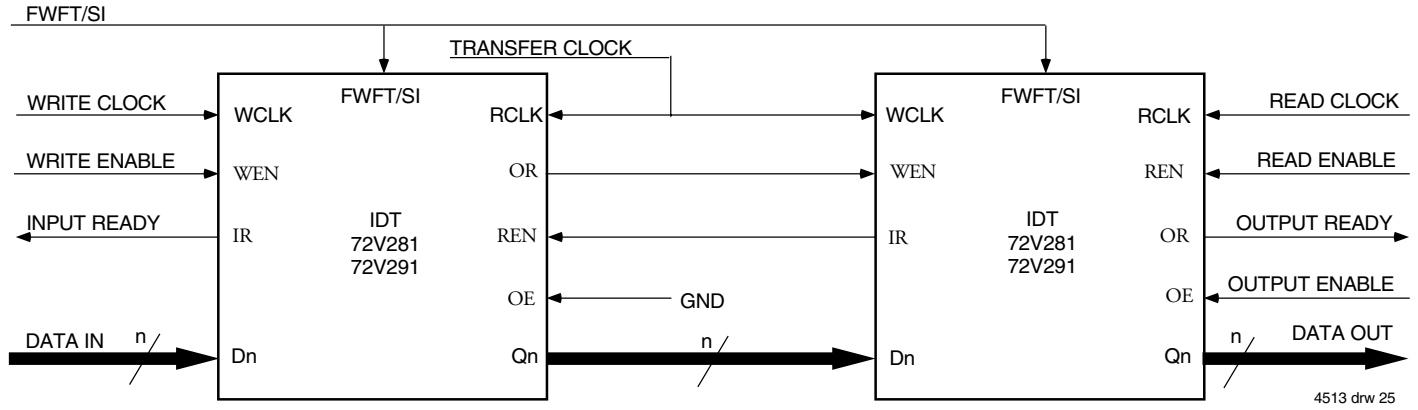 FWFT/SI
TRANSFER CLOCK
FWFT/SI
FWFT/SI
WRITE CLOCK
WCLK
RCLK
WCLK
RCLK
READ CLOCK
WRITE ENABLE
WEN
OR
WEN
REN
READ ENABLE
INPUT READY
IR
IDT
72V281
72V291
REN
IR
IDT
72V281
72V291
OR
OUTPUT READY
OE
GND
OE
OUTPUT ENABLE
DATA IN
n
Dn
Qn
n
Dn
Qn
n
DATA OUT
4513 drw 25